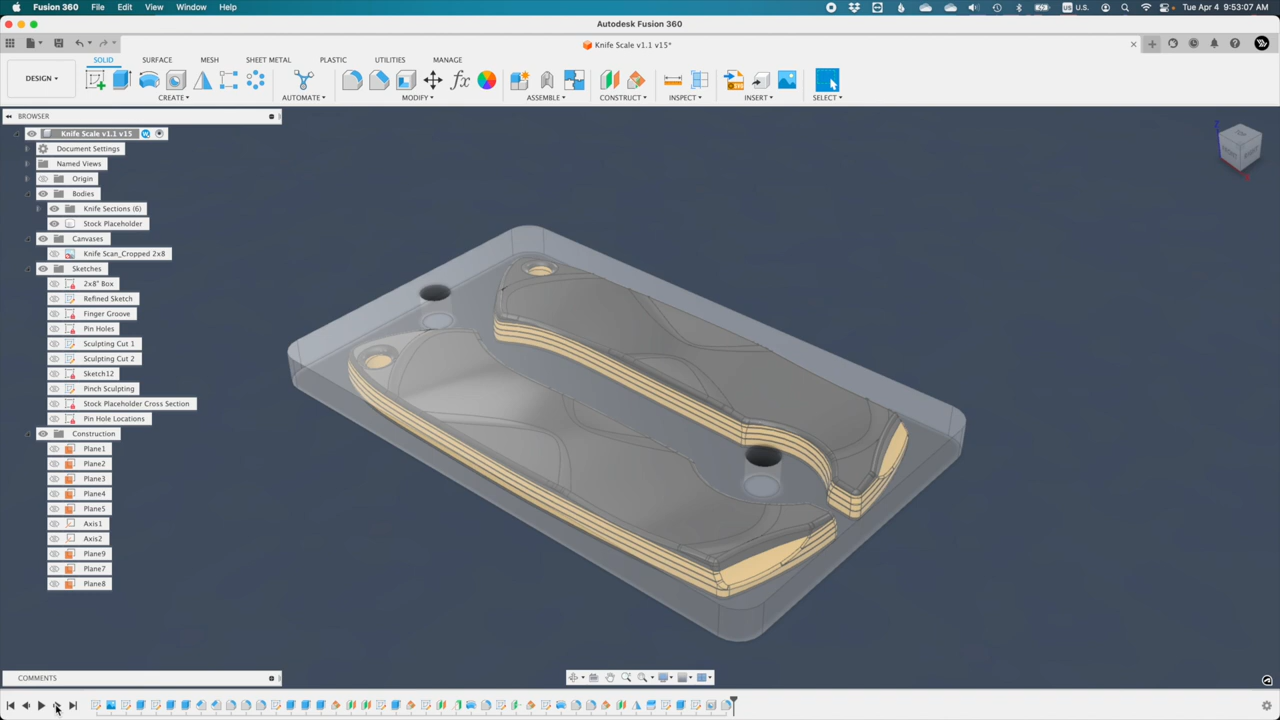 Fusion 360 File Edit View Window Help U.S. Tue Apr 4 9:53:07 AM
Autodesk Fusion 360
Knife Scale v1.1 v15*
SOLID SURFACE MESH SHEET METAL PLASTIC UTILITIES MANAGE
DESIGN
CREATE AUTOMATE MODIFY ASSEMBLE CONSTRUCT INSPECT INSERT SELECT
BROWSER
Knife Scale v1.1 v15
Document Settings
Named Views
Origin
Bodies
Knife Sections (6)
Stock Placeholder
Canvases
Knife Scan_Cropped 2x8
Sketches
2x8" Box
Refined Sketch
Finger Groove
Pin Holes
Sculpting Cut 1
Sculpting Cut 2
Sketch12
Pinch Sculpting
Stock Placeholder Cross Section
Pin Hole Locations
Construction
Plane1
Plane2
Plane3
Plane4
Plane5
Axis1
Axis2
Plane9
Plane7
Plane8
COMMENTS